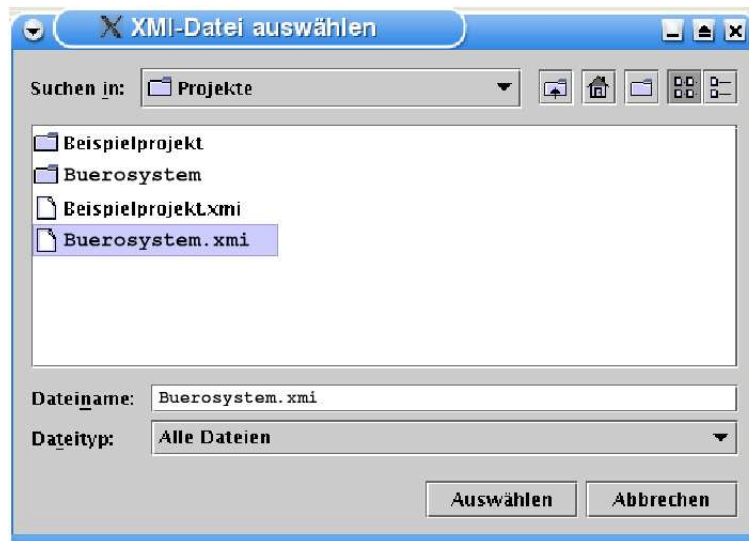 XMI-Datei auswählen
Suchen in: Projekte
Beispielprojekt
Buerosystem
Beispielprojekt.xmi
Buerosystem.xmi
Dateiname: Buerosystem.xmi
Dateityp: Alle Dateien
Auswählen Abbrechen